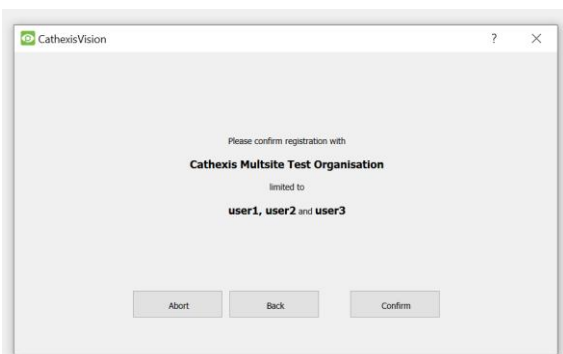 CathexisVision ? ×
Please confirm registration with
Cathexis Multsite Test Organisation
limited to
user1, user2 and user3
Abort Back Confirm